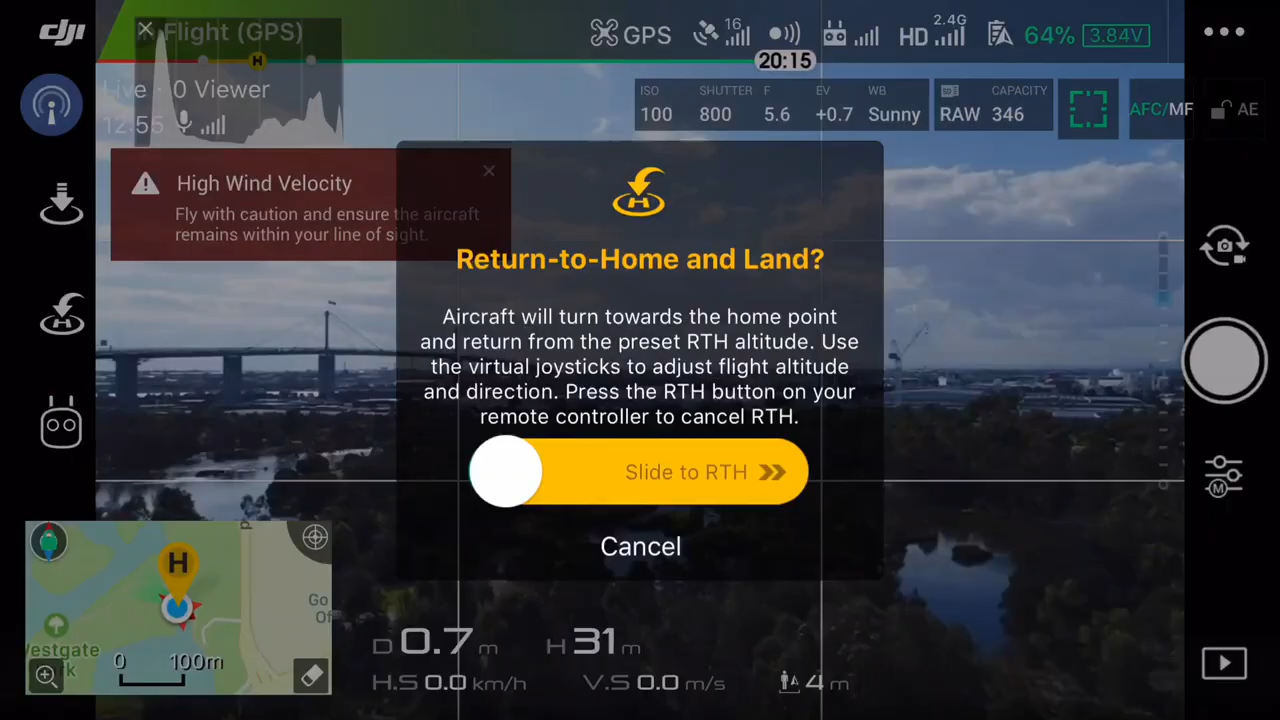 dji
Flight (GPS)
GPS
16
HD
2.4G
64%
3.84V
H
20:15
Live · 0 Viewer
12:55
ISO
100
SHUTTER
800
F
5.6
EV
+0.7
WB
Sunny
RAW
CAPACITY
346
AFC/MF
AE
High Wind Velocity
Fly with caution and ensure the aircraft
remains within your line of sight.
H
Return-to-Home and Land?
Aircraft will turn towards the home point
and return from the preset RTH altitude. Use
the virtual joysticks to adjust flight altitude
and direction. Press the RTH button on your
remote controller to cancel RTH.
Slide to RTH
Cancel
M
H
Go
Of
Westgate
rk
0 100m
D 0.7 m
H 31 m
H.S 0.0 km/h
V.S 0.0 m/s
4 m